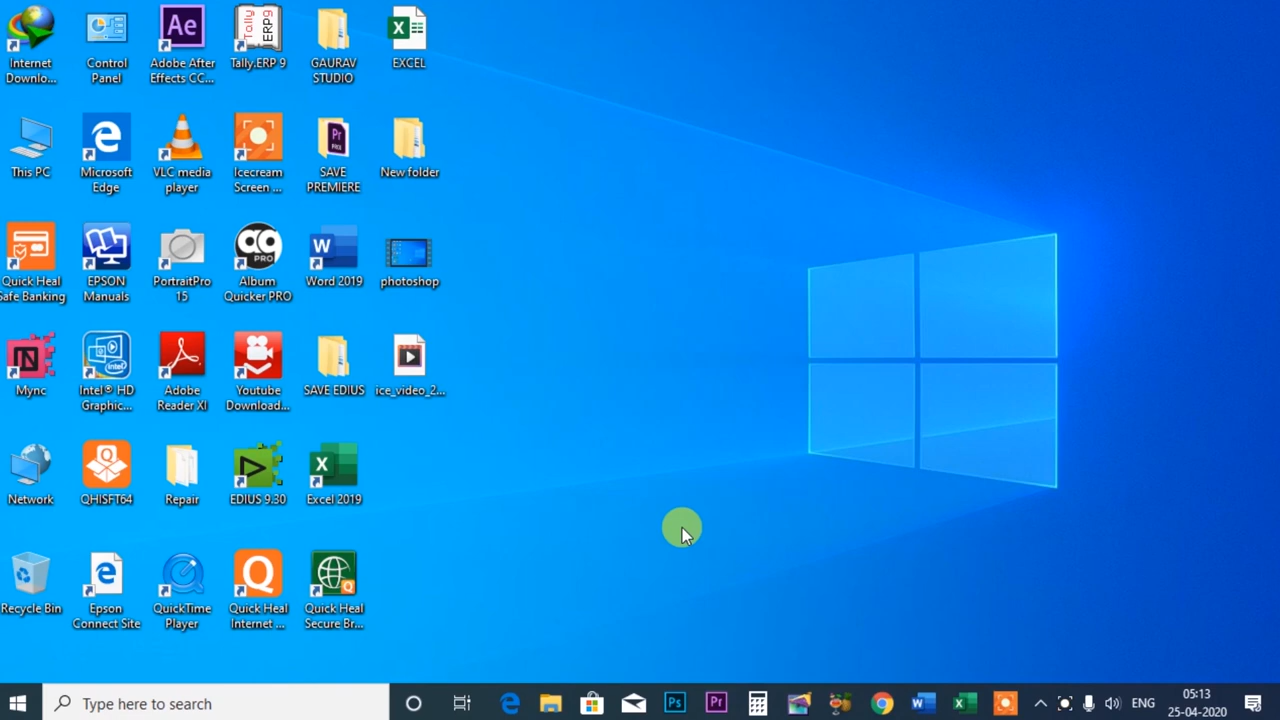 Internet Downlo...
Control Panel
Adobe After Effects CC...
Tally.ERP 9
GAURAV STUDIO
EXCEL
This PC
Microsoft Edge
VLC media player
Icecream Screen ...
SAVE PREMIERE
New folder
Quick Heal Safe Banking
EPSON Manuals
PortraitPro 15
Album Quicker PRO
Word 2019
photoshop
Mync
Intel® HD Graphic...
Adobe Reader XI
Youtube Download...
SAVE EDIUS
ice_video_2...
Network
QHISFT64
Repair
EDIUS 9.30
Excel 2019
Recycle Bin
Epson Connect Site
QuickTime Player
Quick Heal Internet ...
Quick Heal Secure Br...
Type here to search
ENG
05:13
25-04-2020